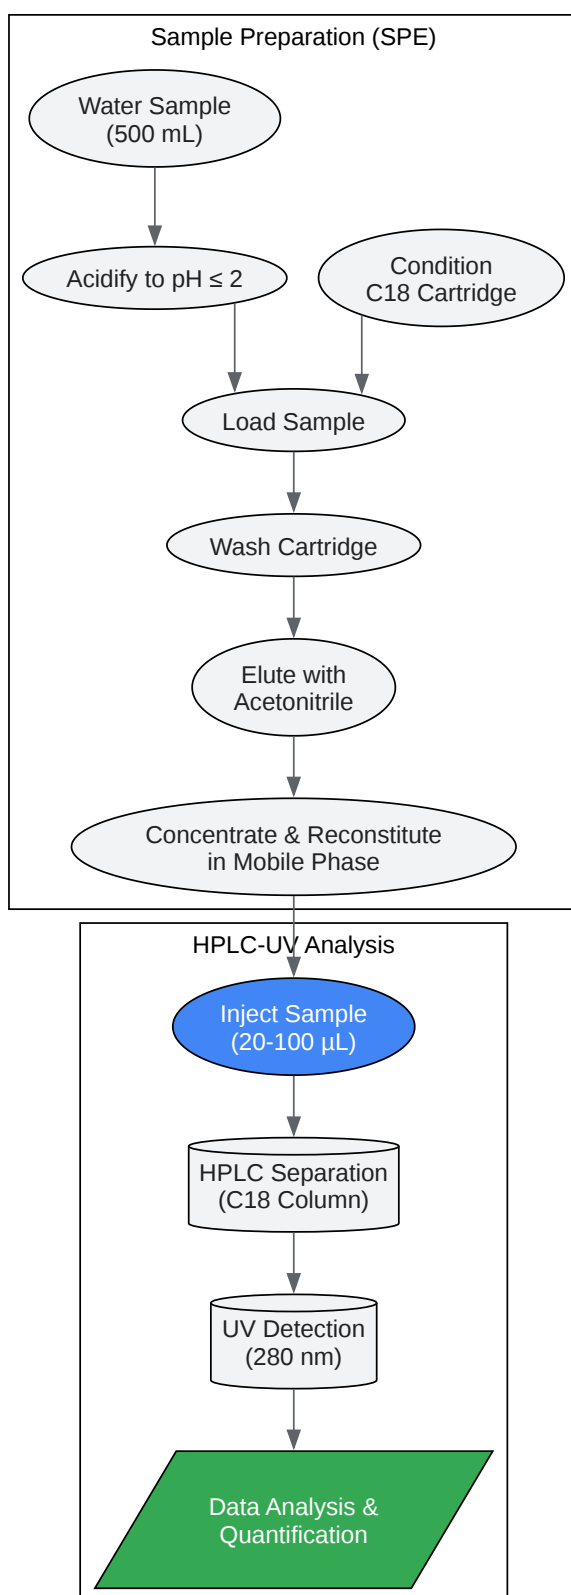 Sample Preparation (SPE)
Water Sample
(500 mL)
Acidify to pH ≤ 2
Condition
C18 Cartridge
Load Sample
Wash Cartridge
Elute with
Acetonitrile
Concentrate & Reconstitute
in Mobile Phase
HPLC-UV Analysis
Inject Sample
(20-100 µL)
HPLC Separation
(C18 Column)
UV Detection
(280 nm)
Data Analysis &
Quantification